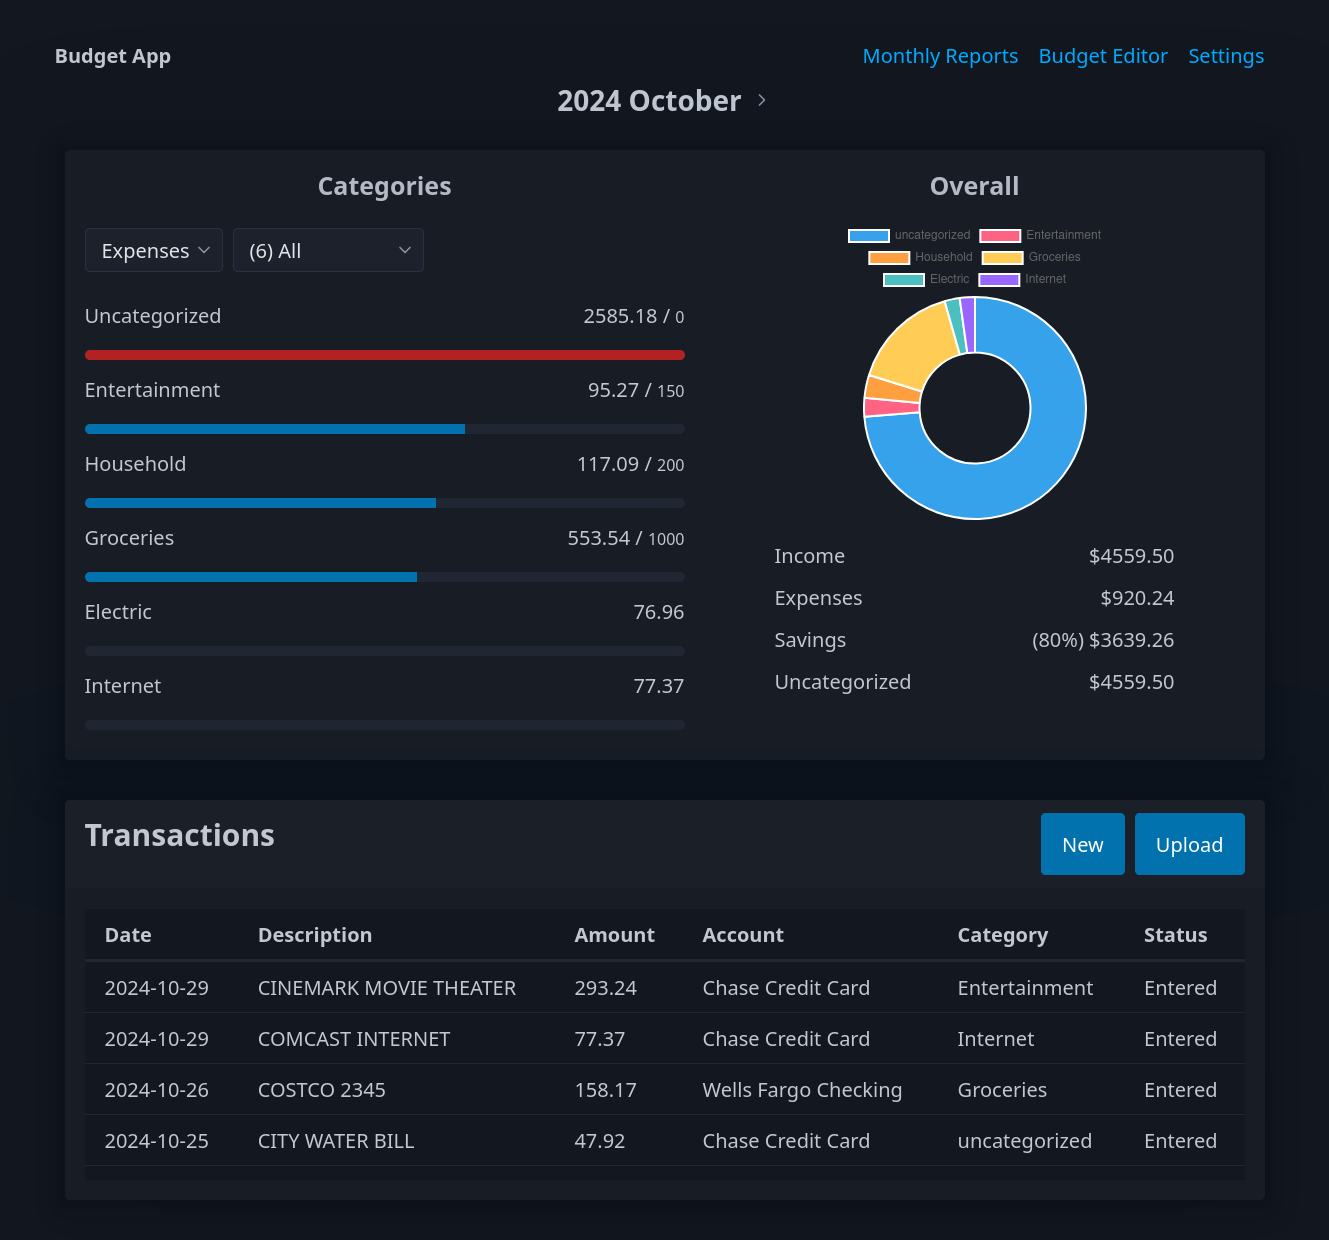 Budget App
Monthly Reports Budget Editor Settings
2024 October
Categories
Expenses (6) All
Uncategorized 2585.18 / 0
Entertainment 95.27 / 150
Household 117.09 / 200
Groceries 553.54 / 1000
Electric 76.96
Internet 77.37
Overall
uncategorized Entertainment
Household Groceries
Electric Internet
Income $4559.50
Expenses $920.24
Savings (80%) $3639.26
Uncategorized $4559.50
Transactions
New Upload
Date Description Amount Account Category Status
2024-10-29 CINEMARK MOVIE THEATER 293.24 Chase Credit Card Entertainment Entered
2024-10-29 COMCAST INTERNET 77.37 Chase Credit Card Internet Entered
2024-10-26 COSTCO 2345 158.17 Wells Fargo Checking Groceries Entered
2024-10-25 CITY WATER BILL 47.92 Chase Credit Card uncategorized Entered